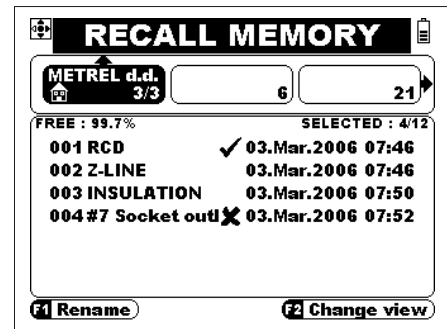 RECALL MEMORY
METREL d.d.
3/3 6 21
FREE : 99.7% SELECTED : 4/12
001 RCD 03.Mar.2006 07:46
002 Z-LINE 03.Mar.2006 07:46
003 INSULATION 03.Mar.2006 07:50
004 #7 Socket outl 03.Mar.2006 07:52
F1 Rename F2 Change view